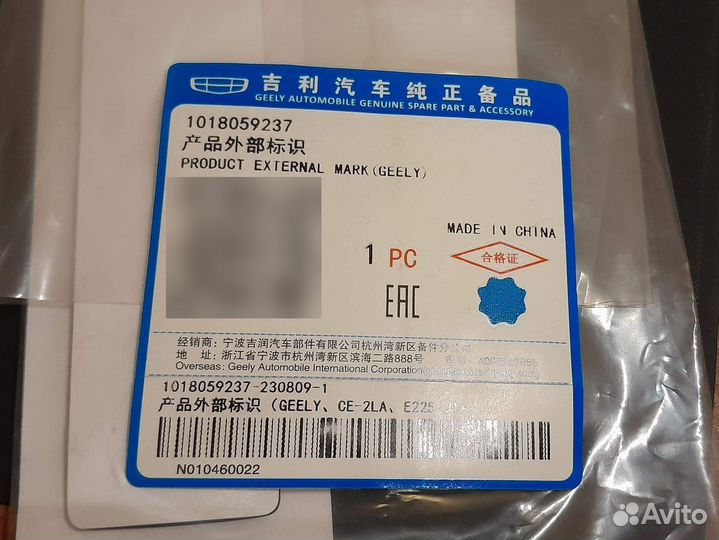 吉利汽车纯正备品
GEELY AUTOMOBILE GENUINE SPARE PART & ACCESSORY
1018059237
产品外部标识
PRODUCT EXTERNAL MARK(GEELY)
MADE IN CHINA
1 PC
合格证
EAC
经销商：宁波吉润汽车部件有限公司杭州湾新区备件分公司
地 址：浙江省宁波市杭州湾新区滨海二路888号
Overseas: Geely Automobile International Corporation
1018059237-230809-1
产品外部标识（GEELY、CE-2LA、E225
N010460022
Avito